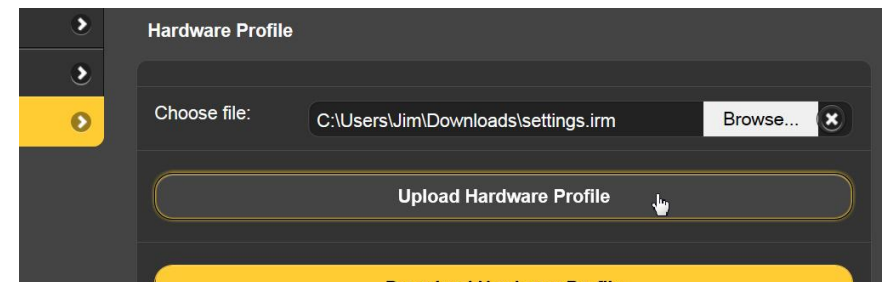 Hardware Profile
Choose file: C:\Users\Jim\Downloads\settings.irm Browse...
Upload Hardware Profile